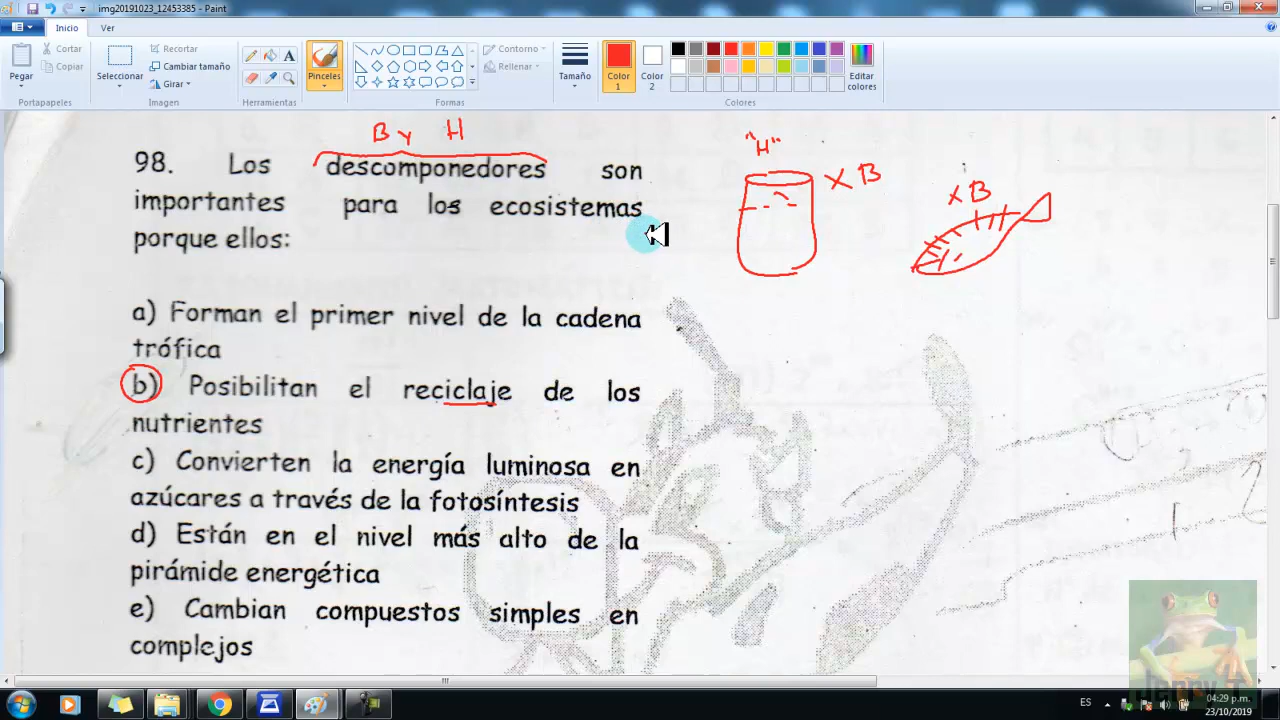 img20191023_12453385 - Paint
Inicio Ver
Pegar
Cortar
Copiar
Portapapeles
Seleccionar
Recortar
Cambiar tamaño
Girar
Imagen
Herramientas
Pinceles
Contorno
Rellenar
Formas
Tamaño
Color 1
Color 2
Editar colores
Colores
B y H
98. Los descomponedores son
importantes para los ecosistemas
porque ellos:
a) Forman el primer nivel de la cadena
trófica
b) Posibilitan el reciclaje de los
nutrientes
c) Convierten la energía luminosa en
azúcares a través de la fotosíntesis
d) Están en el nivel más alto de la
pirámide energética
e) Cambian compuestos simples en
complejos
"H"
x B
x B
Jerry T.
ES
04:29 p.m.
23/10/2019